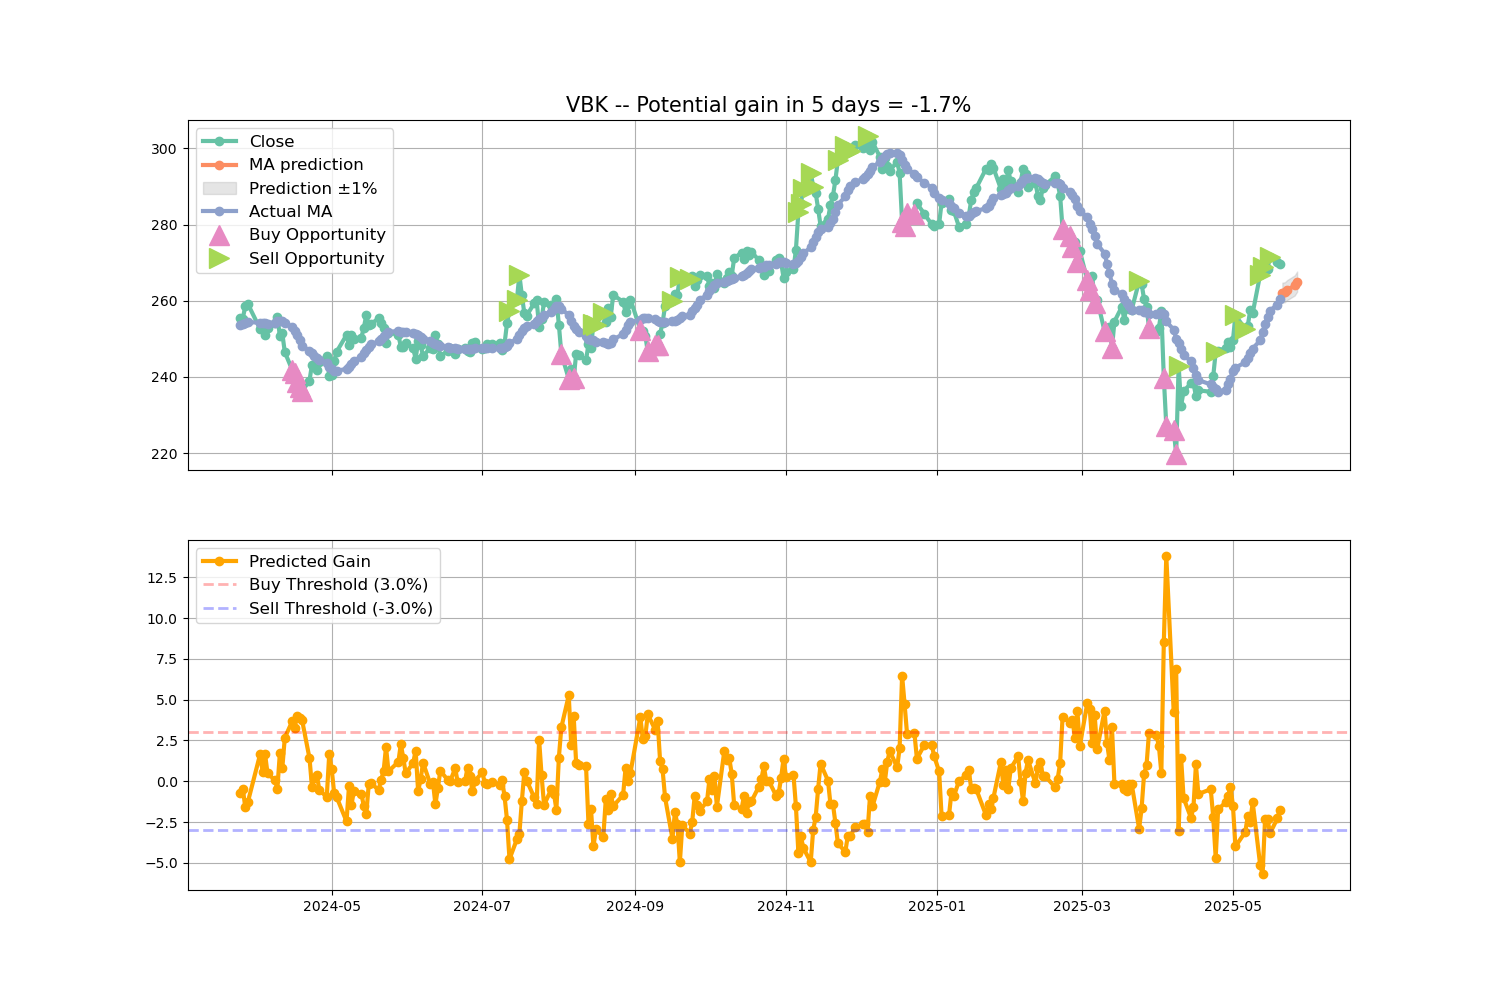 VBK -- Potential gain in 5 days = -1.7%
Close
MA prediction
Prediction ±1%
Actual MA
Buy Opportunity
Sell Opportunity
300
280
260
240
220
Predicted Gain
Buy Threshold (3.0%)
Sell Threshold (-3.0%)
12.5
10.0
7.5
5.0
2.5
0.0
−2.5
−5.0
2024-05 2024-07 2024-09 2024-11 2025-01 2025-03 2025-05